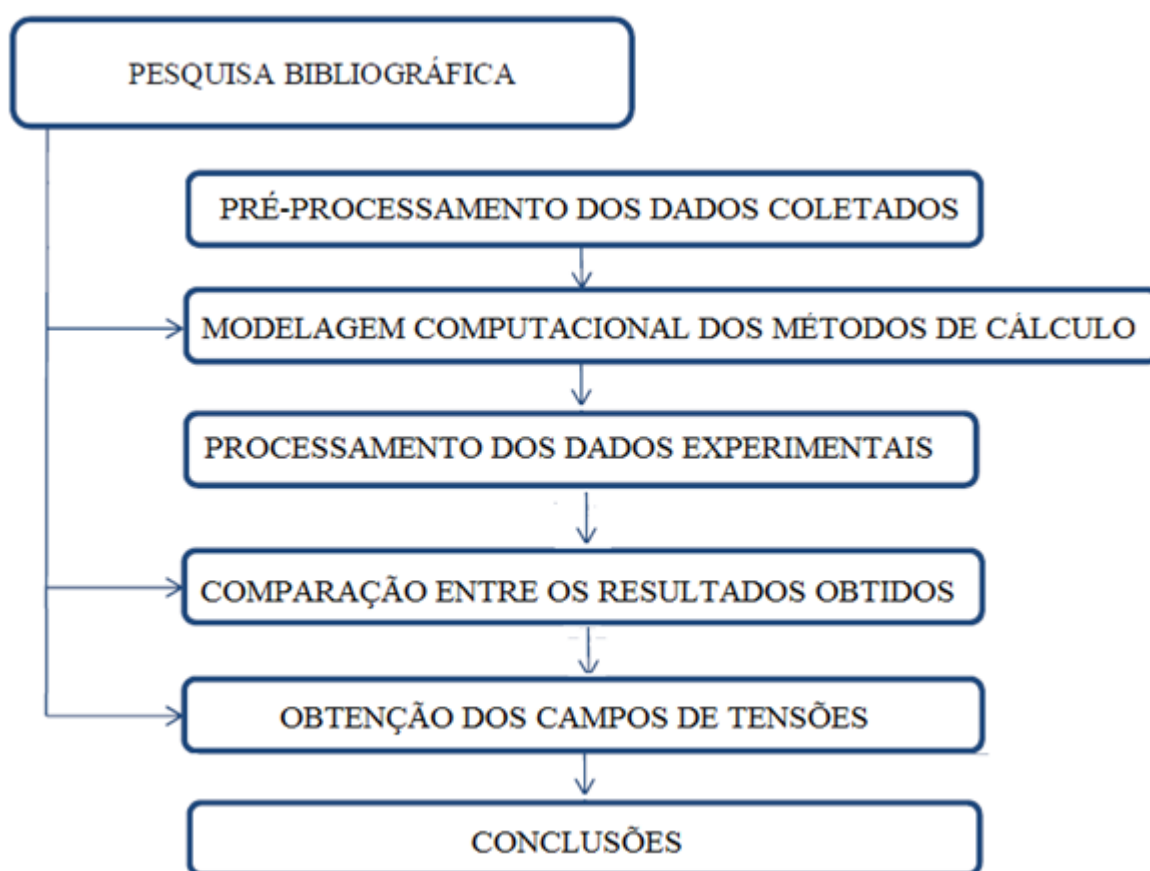 PESQUISA BIBLIOGRÁFICA
PRÉ-PROCESSAMENTO DOS DADOS COLETADOS
MODELAGEM COMPUTACIONAL DOS MÉTODOS DE CÁLCULO
PROCESSAMENTO DOS DADOS EXPERIMENTAIS
COMPARAÇÃO ENTRE OS RESULTADOS OBTIDOS
OBTENÇÃO DOS CAMPOS DE TENSÕES
CONCLUSÕES